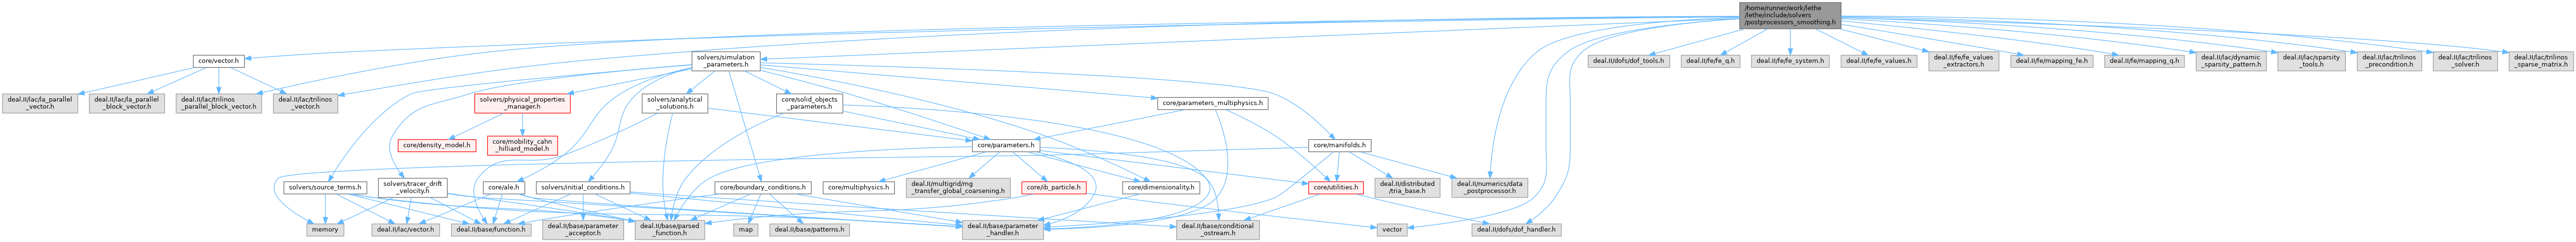 /home/runner/work/lethe
/lethe/include/solvers
/postprocessors_smoothing.h
core/vector.h
solvers/simulation
_parameters.h
deal.II/dofs/dof_tools.h
deal.II/fe/fe_q.h
deal.II/fe/fe_system.h
deal.II/fe/fe_values.h
deal.II/fe/fe_values
_extractors.h
deal.II/fe/mapping_fe.h
deal.II/fe/mapping_q.h
deal.II/lac/dynamic
_sparsity_pattern.h
deal.II/lac/sparsity
_tools.h
deal.II/lac/trilinos
_precondition.h
deal.II/lac/trilinos
_solver.h
deal.II/lac/trilinos
_sparse_matrix.h
deal.II/lac/la_parallel
_vector.h
deal.II/lac/la_parallel
_block_vector.h
deal.II/lac/trilinos
_parallel_block_vector.h
deal.II/lac/trilinos
_vector.h
solvers/physical_properties
_manager.h
solvers/analytical
_solutions.h
core/solid_objects
_parameters.h
core/parameters_multiphysics.h
core/density_model.h
core/mobility_cahn
_hilliard_model.h
core/parameters.h
core/manifolds.h
solvers/source_terms.h
solvers/tracer_drift
_velocity.h
core/ale.h
solvers/initial_conditions.h
core/boundary_conditions.h
core/multiphysics.h
deal.II/multigrid/mg
_transfer_global_coarsening.h
core/ib_particle.h
core/dimensionality.h
core/utilities.h
deal.II/distributed
/tria_base.h
deal.II/numerics/data
_postprocessor.h
memory
deal.II/lac/vector.h
deal.II/base/function.h
deal.II/base/parameter
_acceptor.h
deal.II/base/parsed
_function.h
map
deal.II/base/patterns.h
deal.II/base/parameter
_handler.h
deal.II/base/conditional
_ostream.h
vector
deal.II/dofs/dof_handler.h